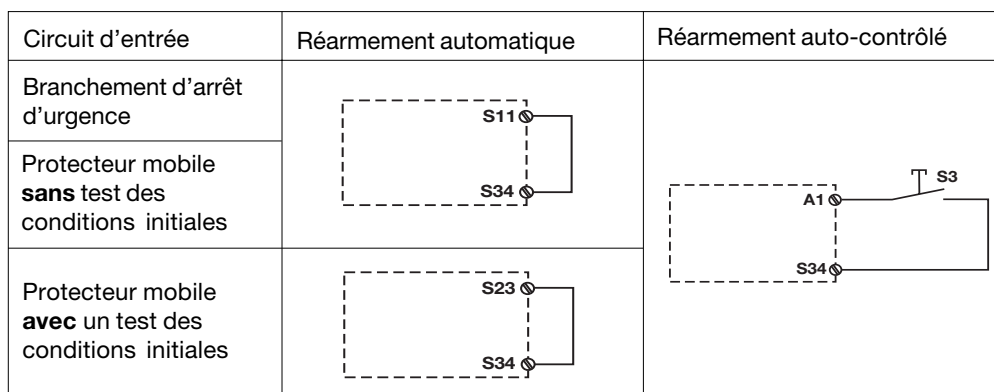 Circuit d'entrée
Réarmement automatique
Réarmement auto-contrôlé
Branchement d'arrêt
d'urgence
Protecteur mobile
sans test des
conditions initiales
S11
S34
S3
A1
S34
Protecteur mobile
avec un test des
conditions initiales
S23
S34